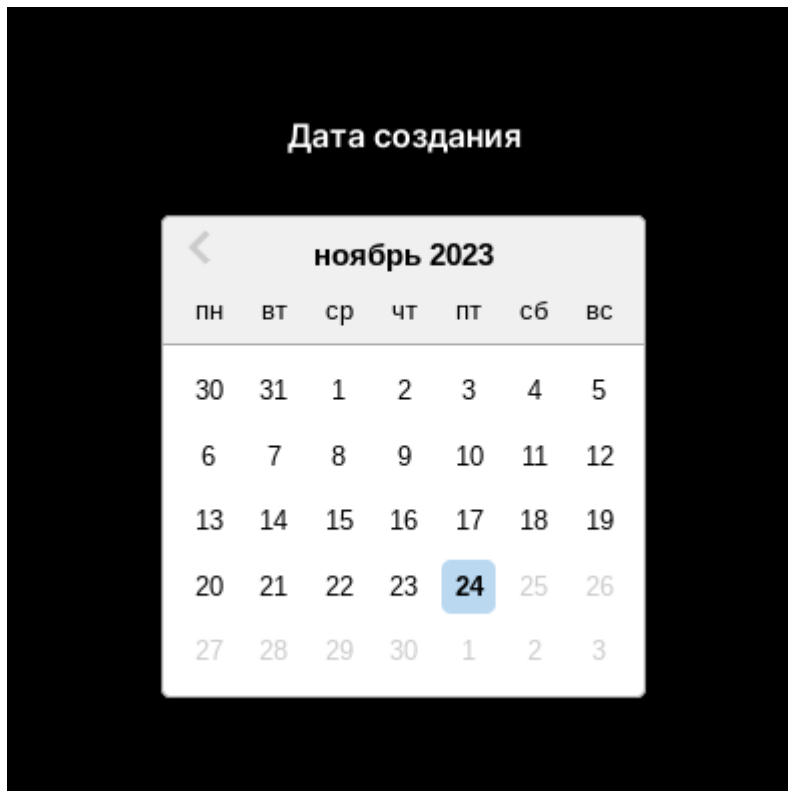 Дата создания
ноябрь 2023
пн вт ср чт пт сб вс
30 31 1 2 3 4 5
6 7 8 9 10 11 12
13 14 15 16 17 18 19
20 21 22 23 24 25 26
27 28 29 30 1 2 3